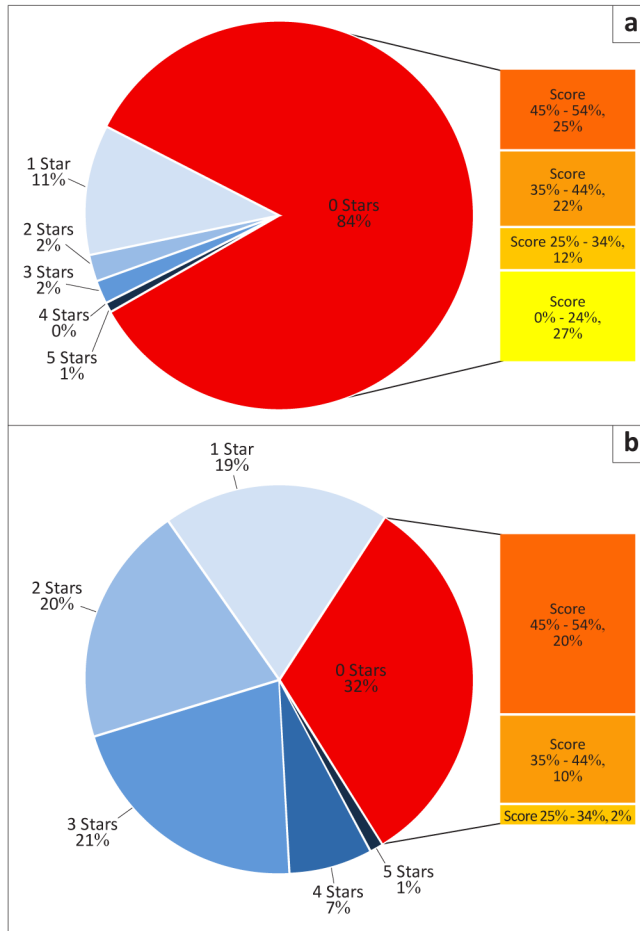 a
Score
45% - 54%,
25%
1 Star
11%
Score
35% - 44%,
22%
0 Stars
84%
2 Stars
2%
Score 25% - 34%,
12%
3 Stars
2%
4 Stars
0%
Score
0% - 24%,
27%
5 Stars
1%
b
1 Star
19%
2 Stars
20%
Score
45% - 54%,
20%
0 Stars
32%
Score
35% - 44%,
10%
Score 25% - 34%, 2%
3 Stars
21%
5 Stars
1%
4 Stars
7%